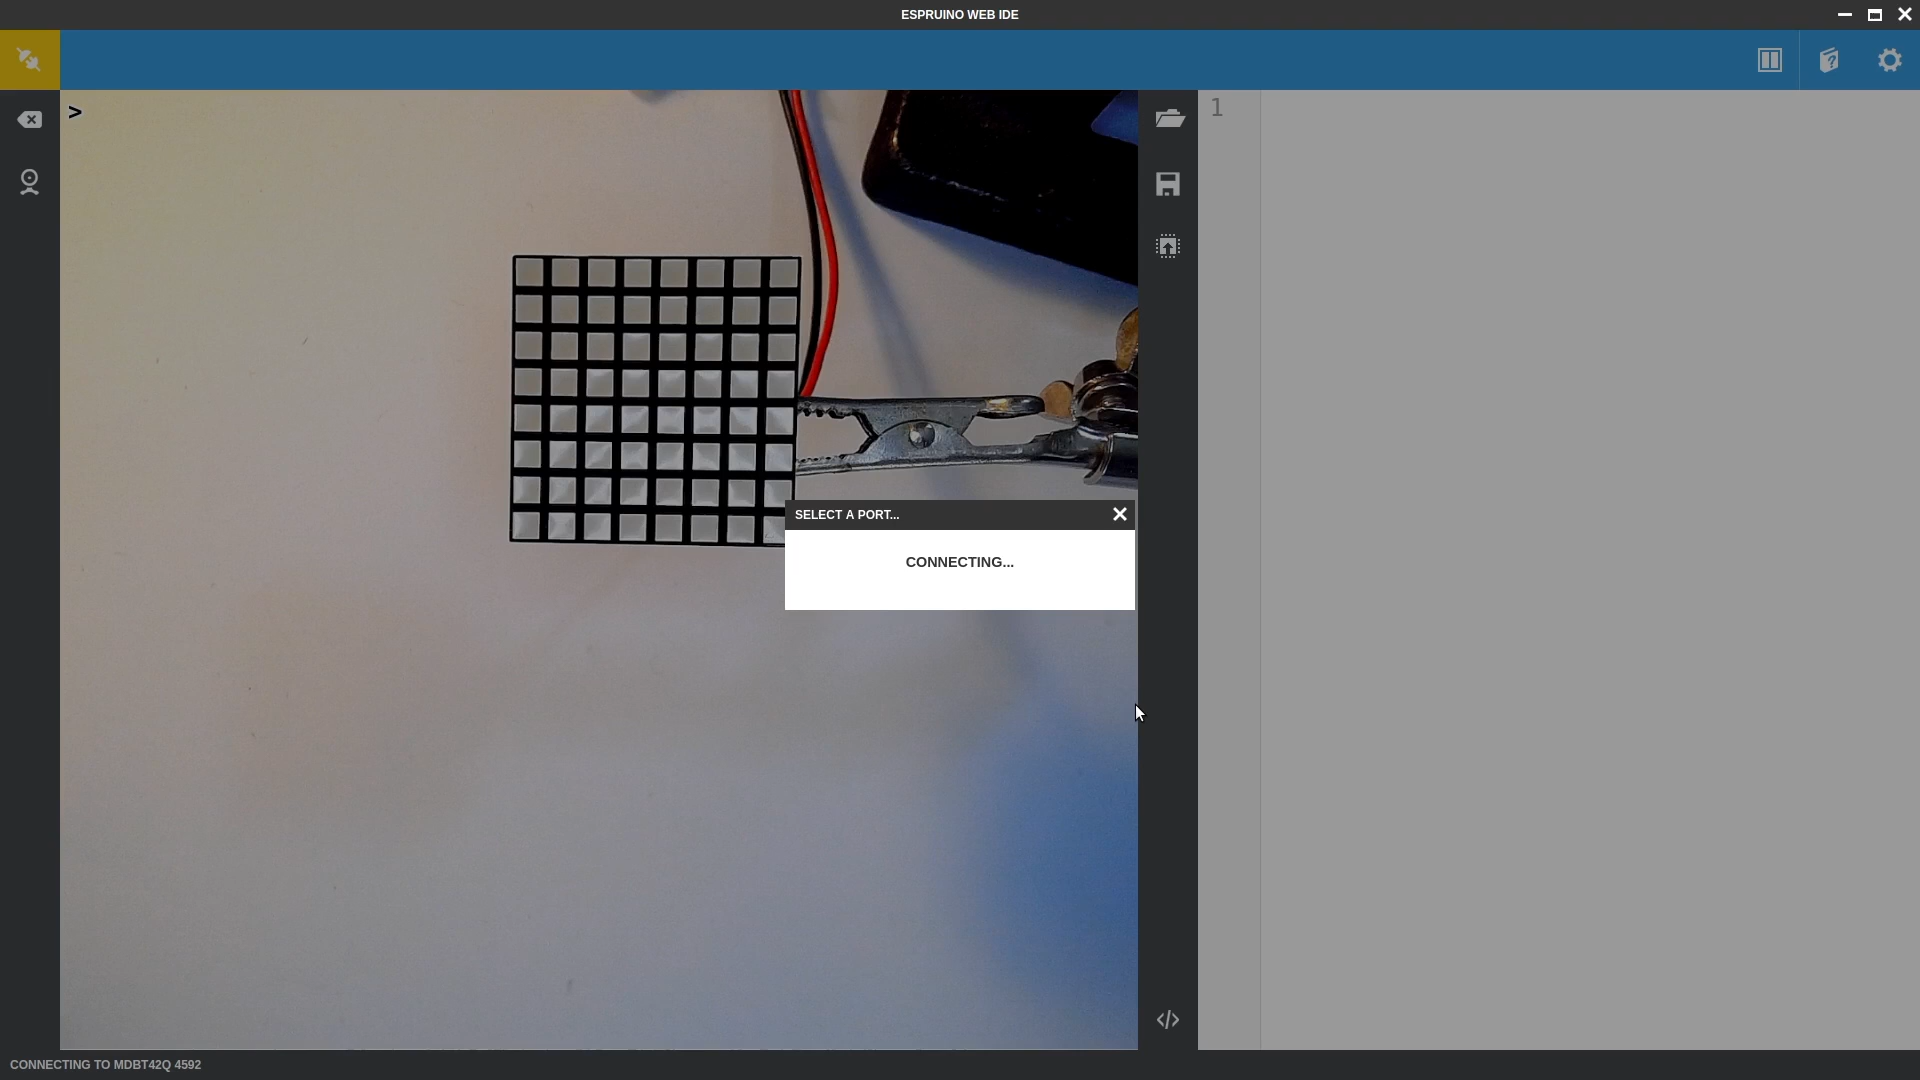 ESPRUINO WEB IDE
>
1
SELECT A PORT...
CONNECTING...
CONNECTING TO MDBT42Q 4592